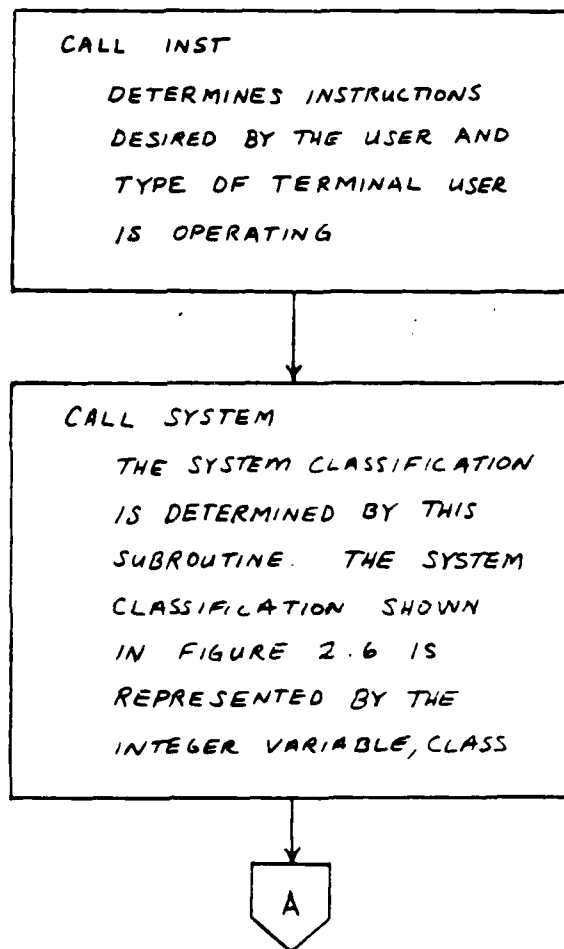 CALL INST
DETERMINES INSTRUCTIONS
DESIRED BY THE USER AND
TYPE OF TERMINAL USER
IS OPERATING
CALL SYSTEM
THE SYSTEM CLASSIFICATION
IS DETERMINED BY THIS
SUBROUTINE. THE SYSTEM
CLASSIFICATION SHOWN
IN FIGURE 2.6 IS
REPRESENTED BY THE
INTEGER VARIABLE, CLASS
A